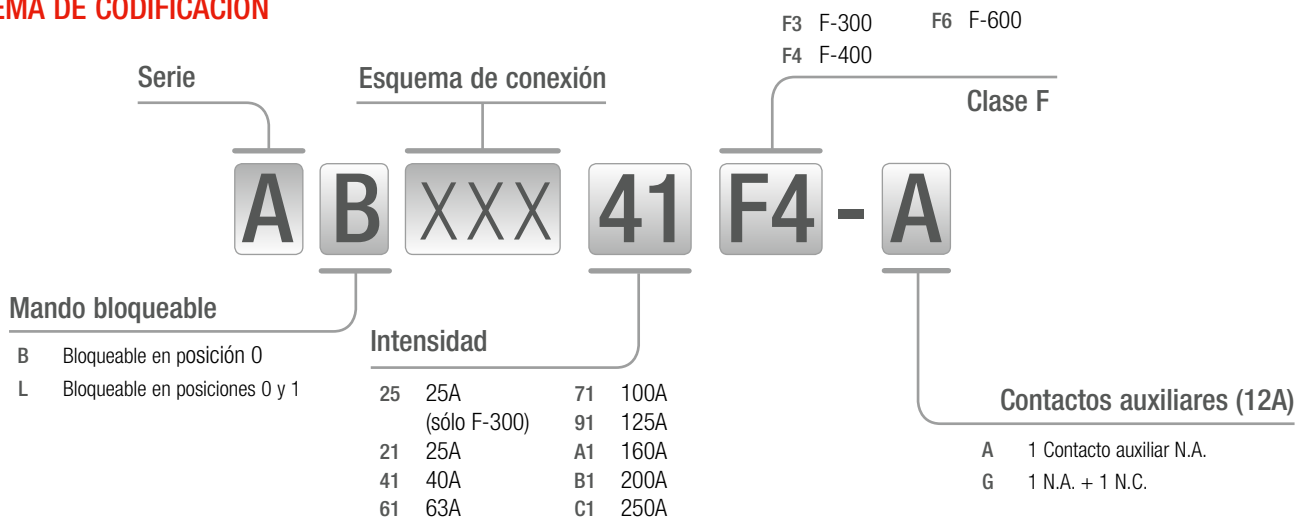 EMA DE CODIFICACIÓN
F3 F-300 F6 F-600
F4 F-400
Serie Esquema de conexión
Clase F
A B XXX 41 F4 - A
Mando bloqueable
B Bloqueable en posición 0
L Bloqueable en posiciones 0 y 1
Intensidad
25 25A 71 100A
(sólo F-300) 91 125A
21 25A A1 160A
41 40A B1 200A
61 63A C1 250A
Contactos auxiliares (12A)
A 1 Contacto auxiliar N.A.
G 1 N.A. + 1 N.C.